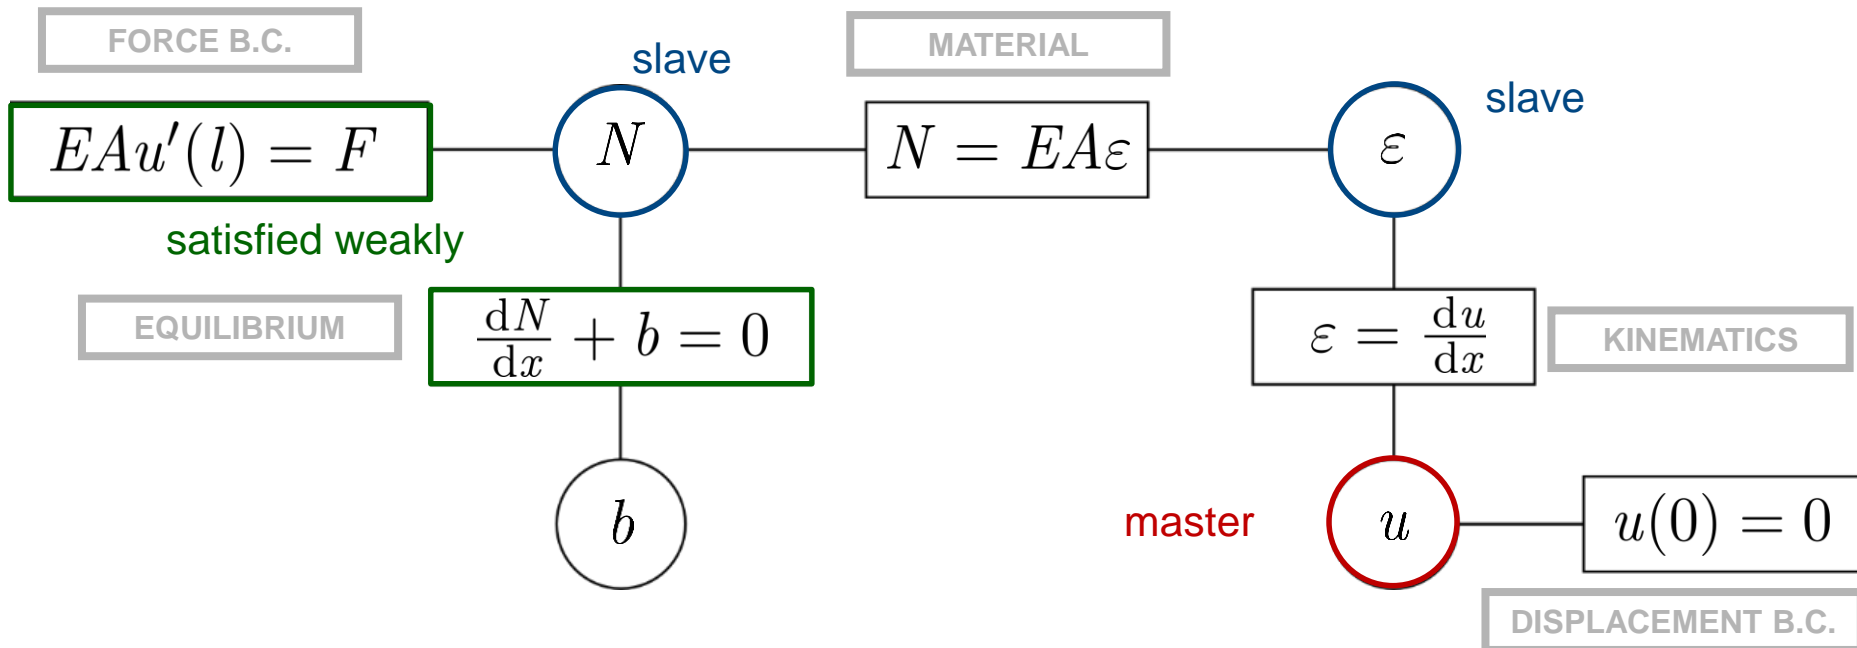 FORCE B.C.
slave
MATERIAL
slave
EAu′(l) = F
N
N = EAε
ε
satisfied weakly
EQUILIBRIUM
dN/dx + b = 0
ε = du/dx
KINEMATICS
b
master
u
u(0) = 0
DISPLACEMENT B.C.